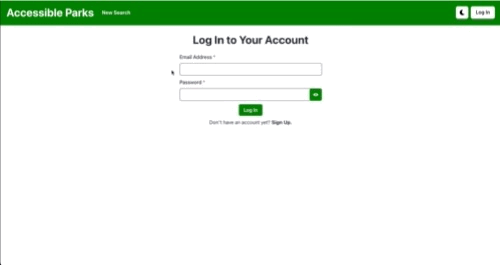 Accessible Parks New Search Log In
Log In to Your Account
Email Address *
Password *
Log In
Don't have an account yet? Sign Up.